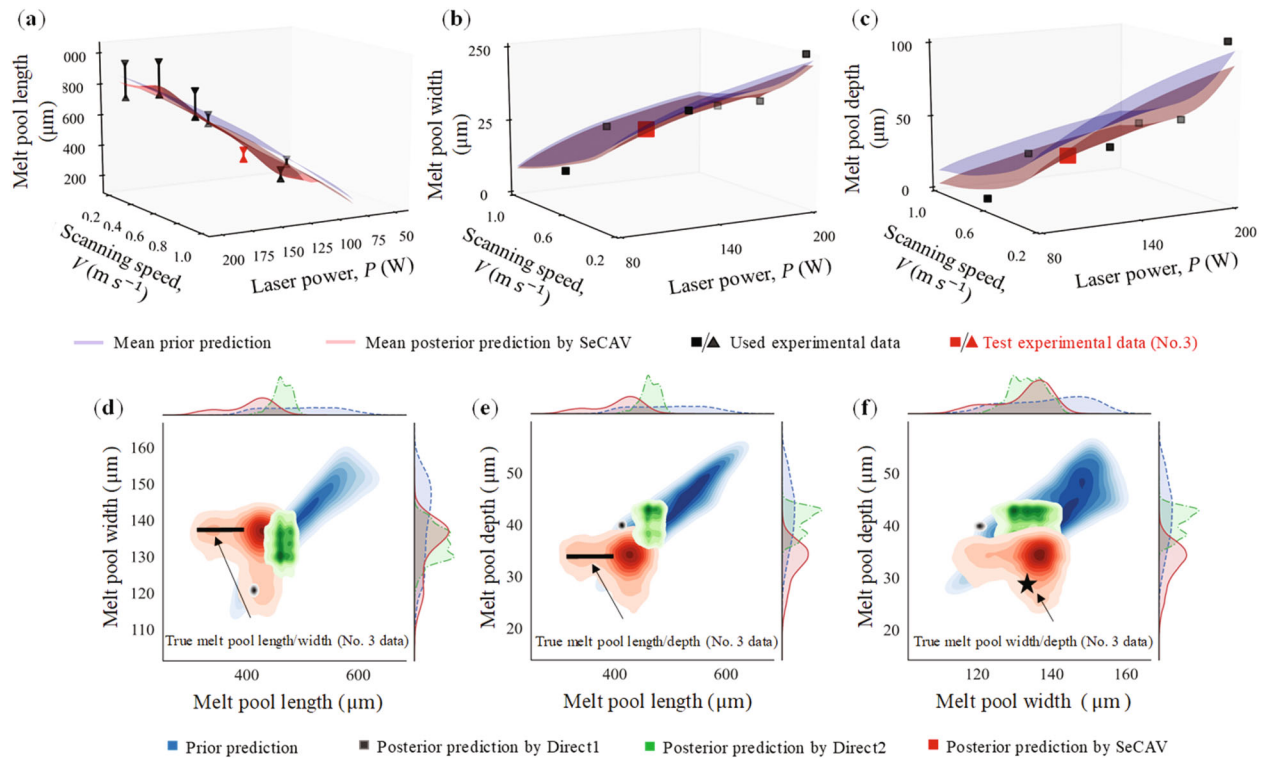 (a)
Melt pool length
(μm)
000
800
600
400
200
0.2
0.4
0.6
0.8
1.0
Scanning speed,
V (m s⁻¹)
200
175
150
125
100
75
50
Laser power, P (W)
(b)
Melt pool width
(μm)
250
25
0
1.0
0.6
0.2
Scanning speed,
V (m s⁻¹)
80
140
200
Laser power, P (W)
(c)
Melt pool depth
(μm)
100
50
0
1.0
0.6
0.2
Scanning speed,
V (m s⁻¹)
80
140
200
Laser power, P (W)
Mean prior prediction
Mean posterior prediction by SeCAV
/ Used experimental data
/ Test experimental data (No.3)
(d)
Melt pool width (μm)
160
150
140
130
120
110
True melt pool length/width (No. 3 data)
400
600
Melt pool length (μm)
(e)
Melt pool depth (μm)
50
40
30
20
True melt pool length/depth (No. 3 data)
400
600
Melt pool length (μm)
(f)
Melt pool depth (μm)
50
40
30
20
True melt pool width/depth (No. 3 data)
120
140
160
Melt pool width (μm)
Prior prediction
Posterior prediction by Direct1
Posterior prediction by Direct2
Posterior prediction by SeCAV